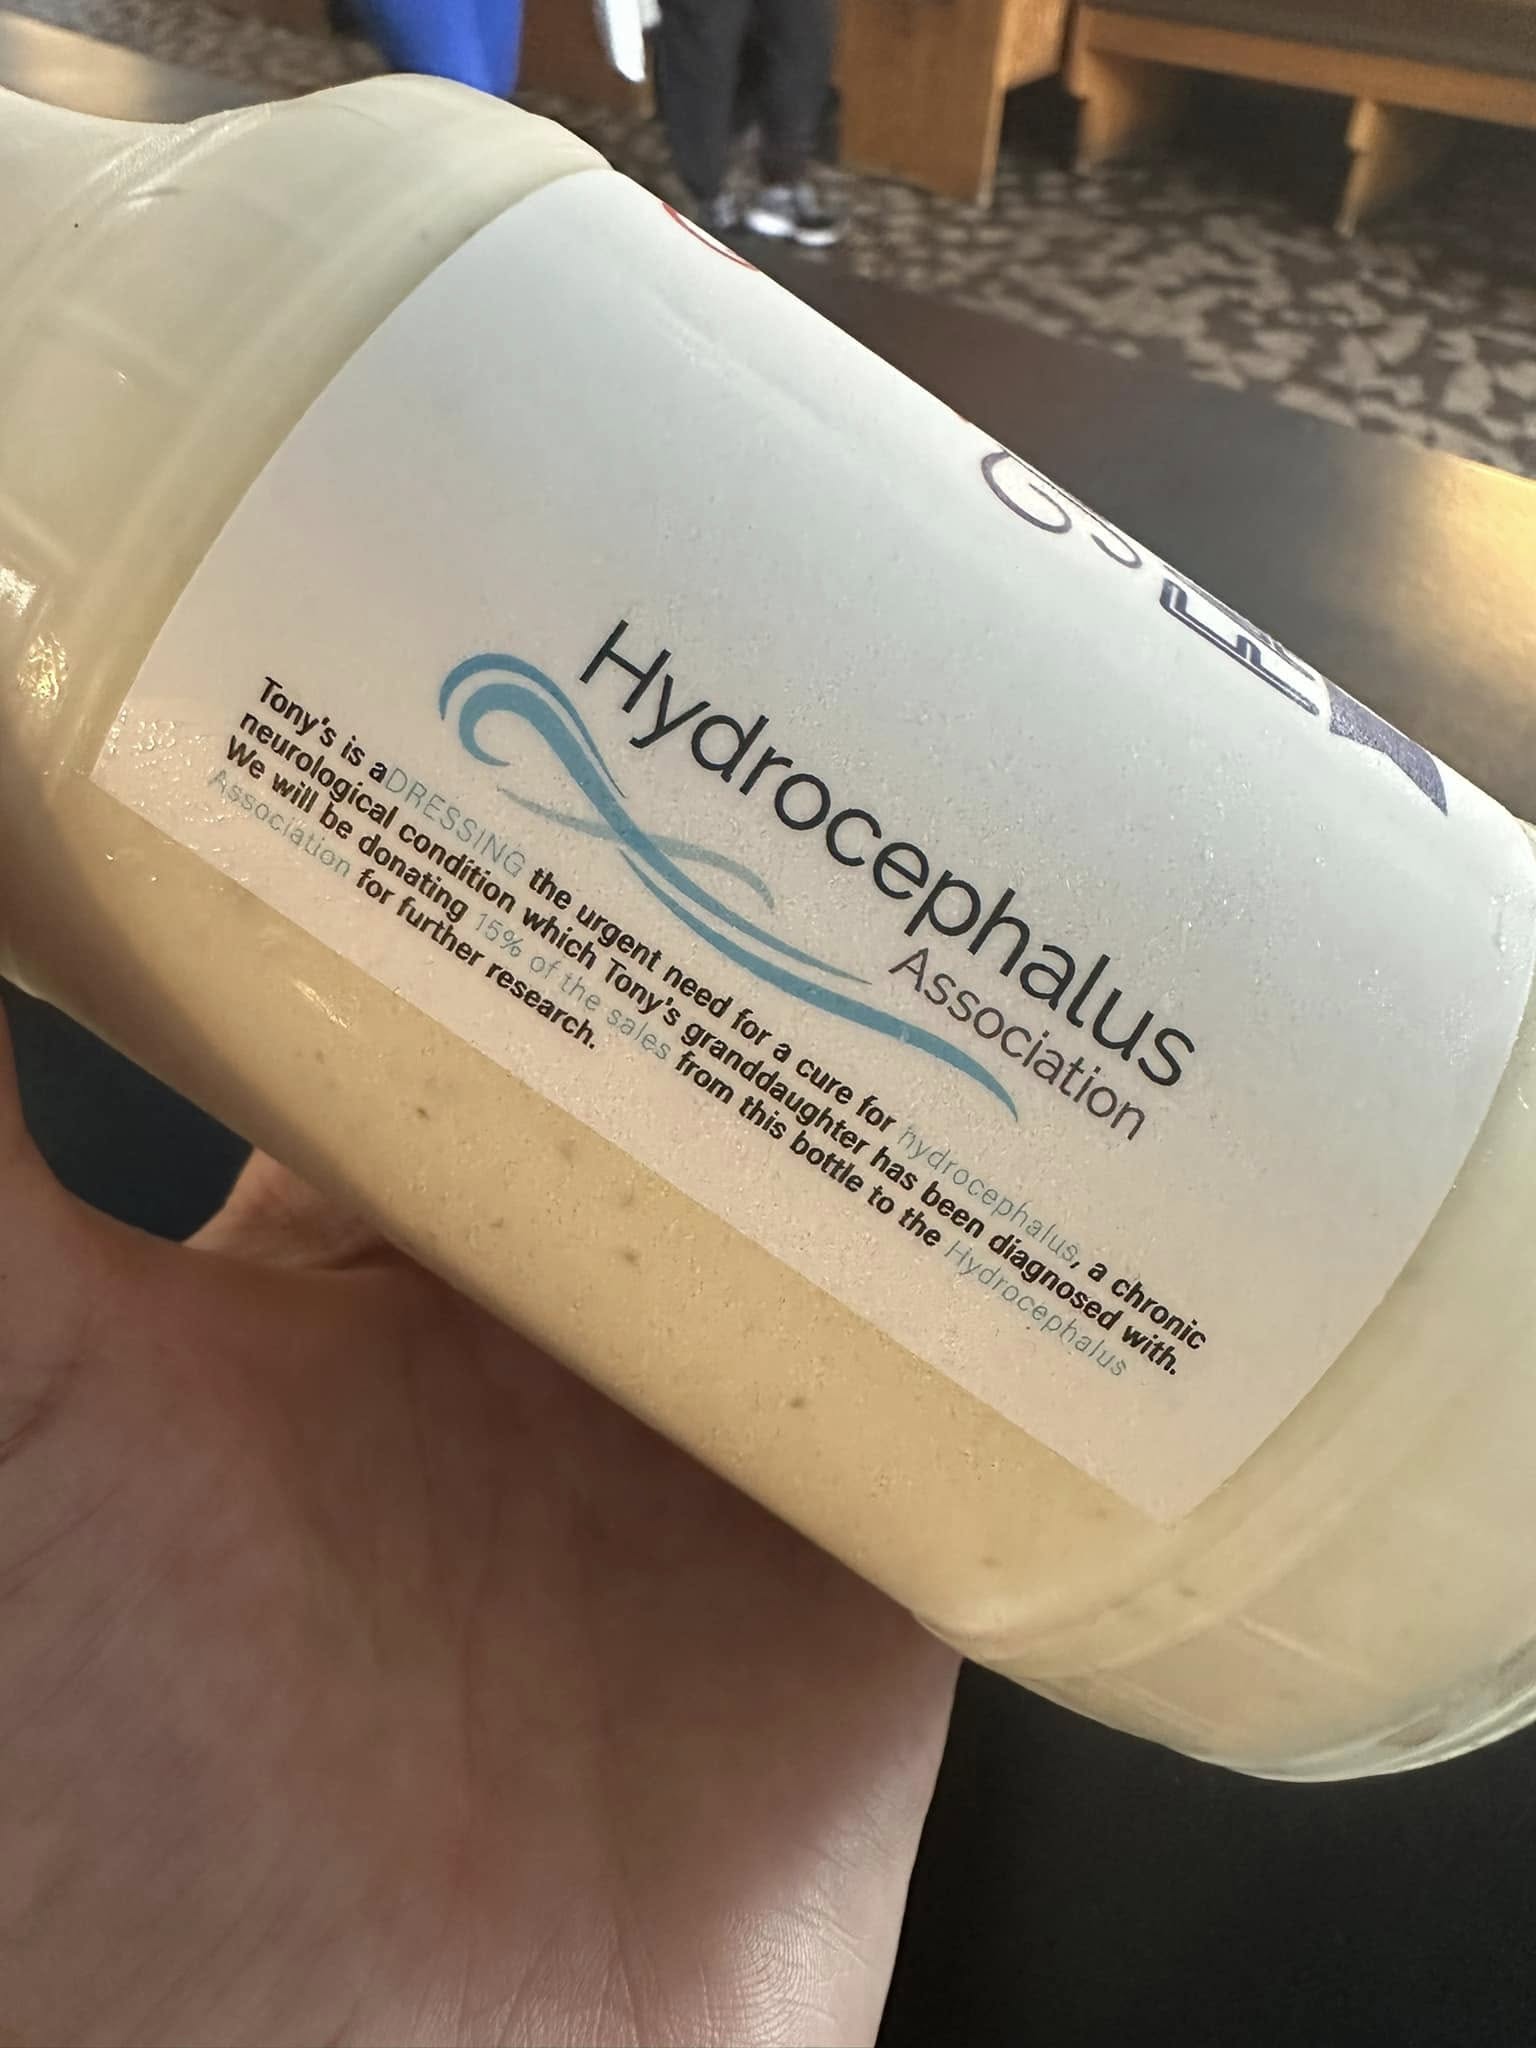 Hydrocephalus
Association
Tony's is aDRESSING the urgent need for a cure for hydrocephalus, a chronic
neurological condition which Tony's granddaughter has been diagnosed with.
We will be donating 15% of the sales from this bottle to the Hydrocephalus
Association for further research.